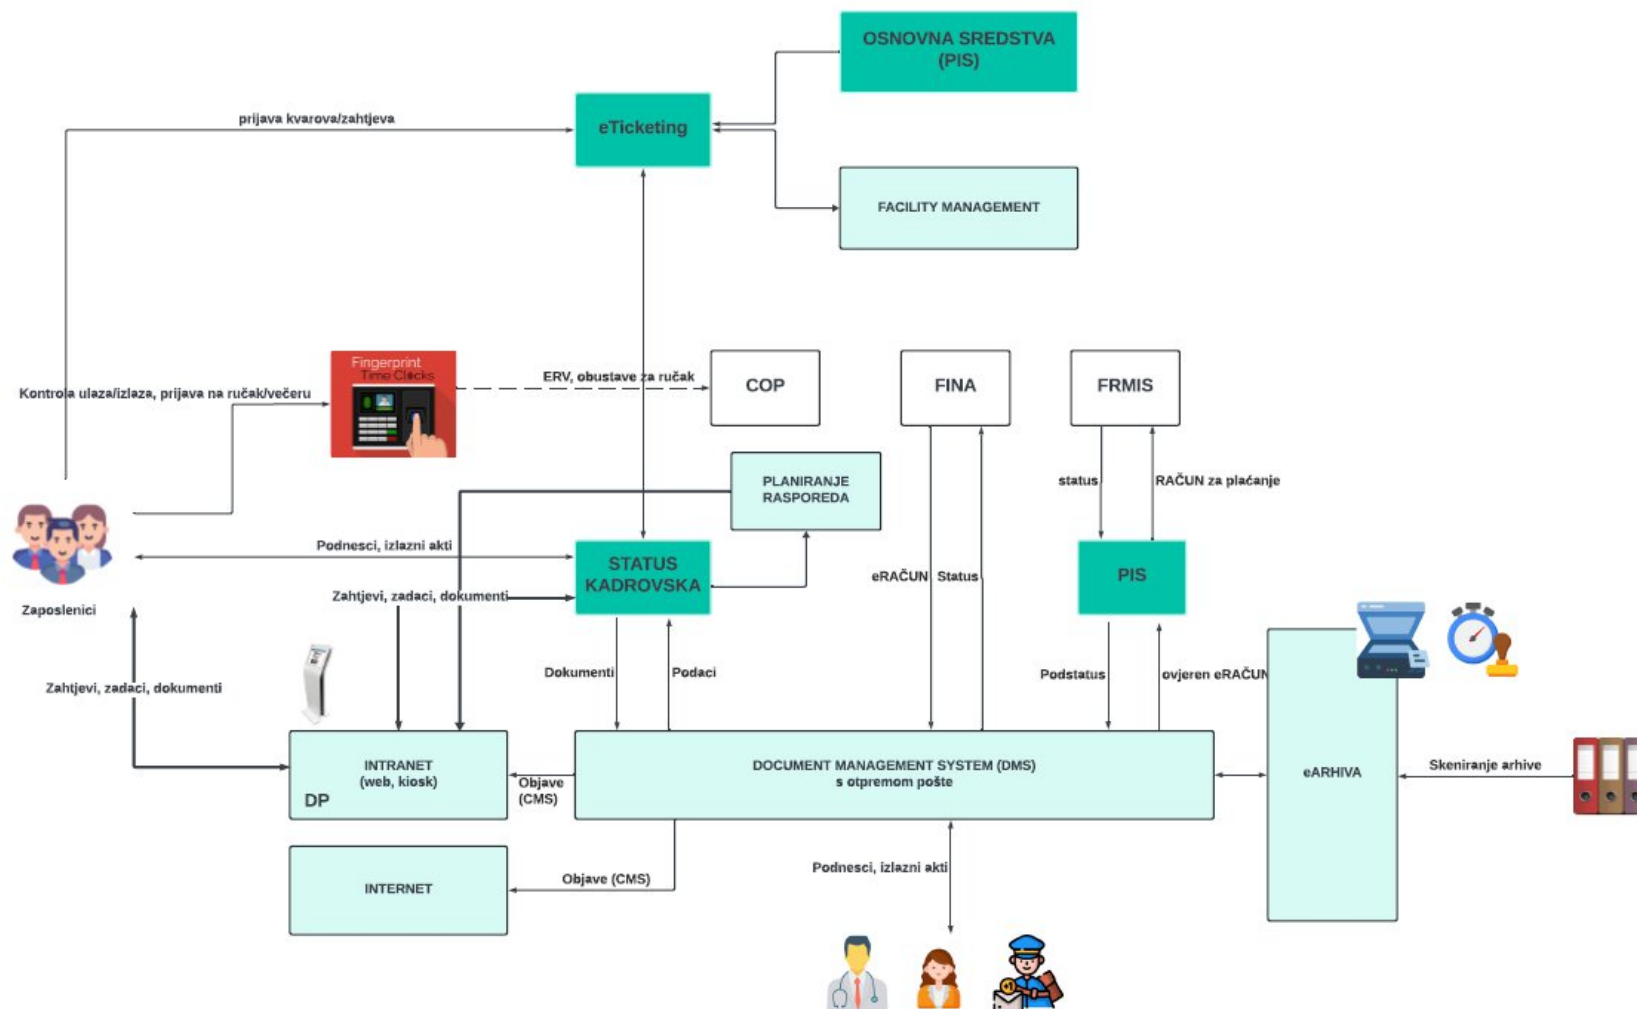 OSNOVNA SREDSTVA
(PIS)
prijava kvarova/zahtjeva
eTicketing
FACILITY MANAGEMENT
Fingerprint
Time Clocks
Kontrola ulaza/izlaza, prijava na ručak/večeru
ERV, obustave za ručak
COP
FINA
FRMIS
PLANIRANJE
RASPOREDA
status
RAČUN za plaćanje
Podnesci, izlazni akti
STATUS
KADROVSKA
eRAČUN
Status
PIS
Zahtjevi, zadaci, dokumenti
Zaposlenici
Dokumenti
Podaci
Podstatus
ovjeren eRAČUN
Zahtjevi, zadaci, dokumenti
INTRANET
(web, kiosk)
DP
Objave
(CMS)
DOCUMENT MANAGEMENT SYSTEM (DMS)
s otpremom pošte
eARHIVA
Skeniranje arhive
INTERNET
Objave (CMS)
Podnesci, izlazni akti
+1